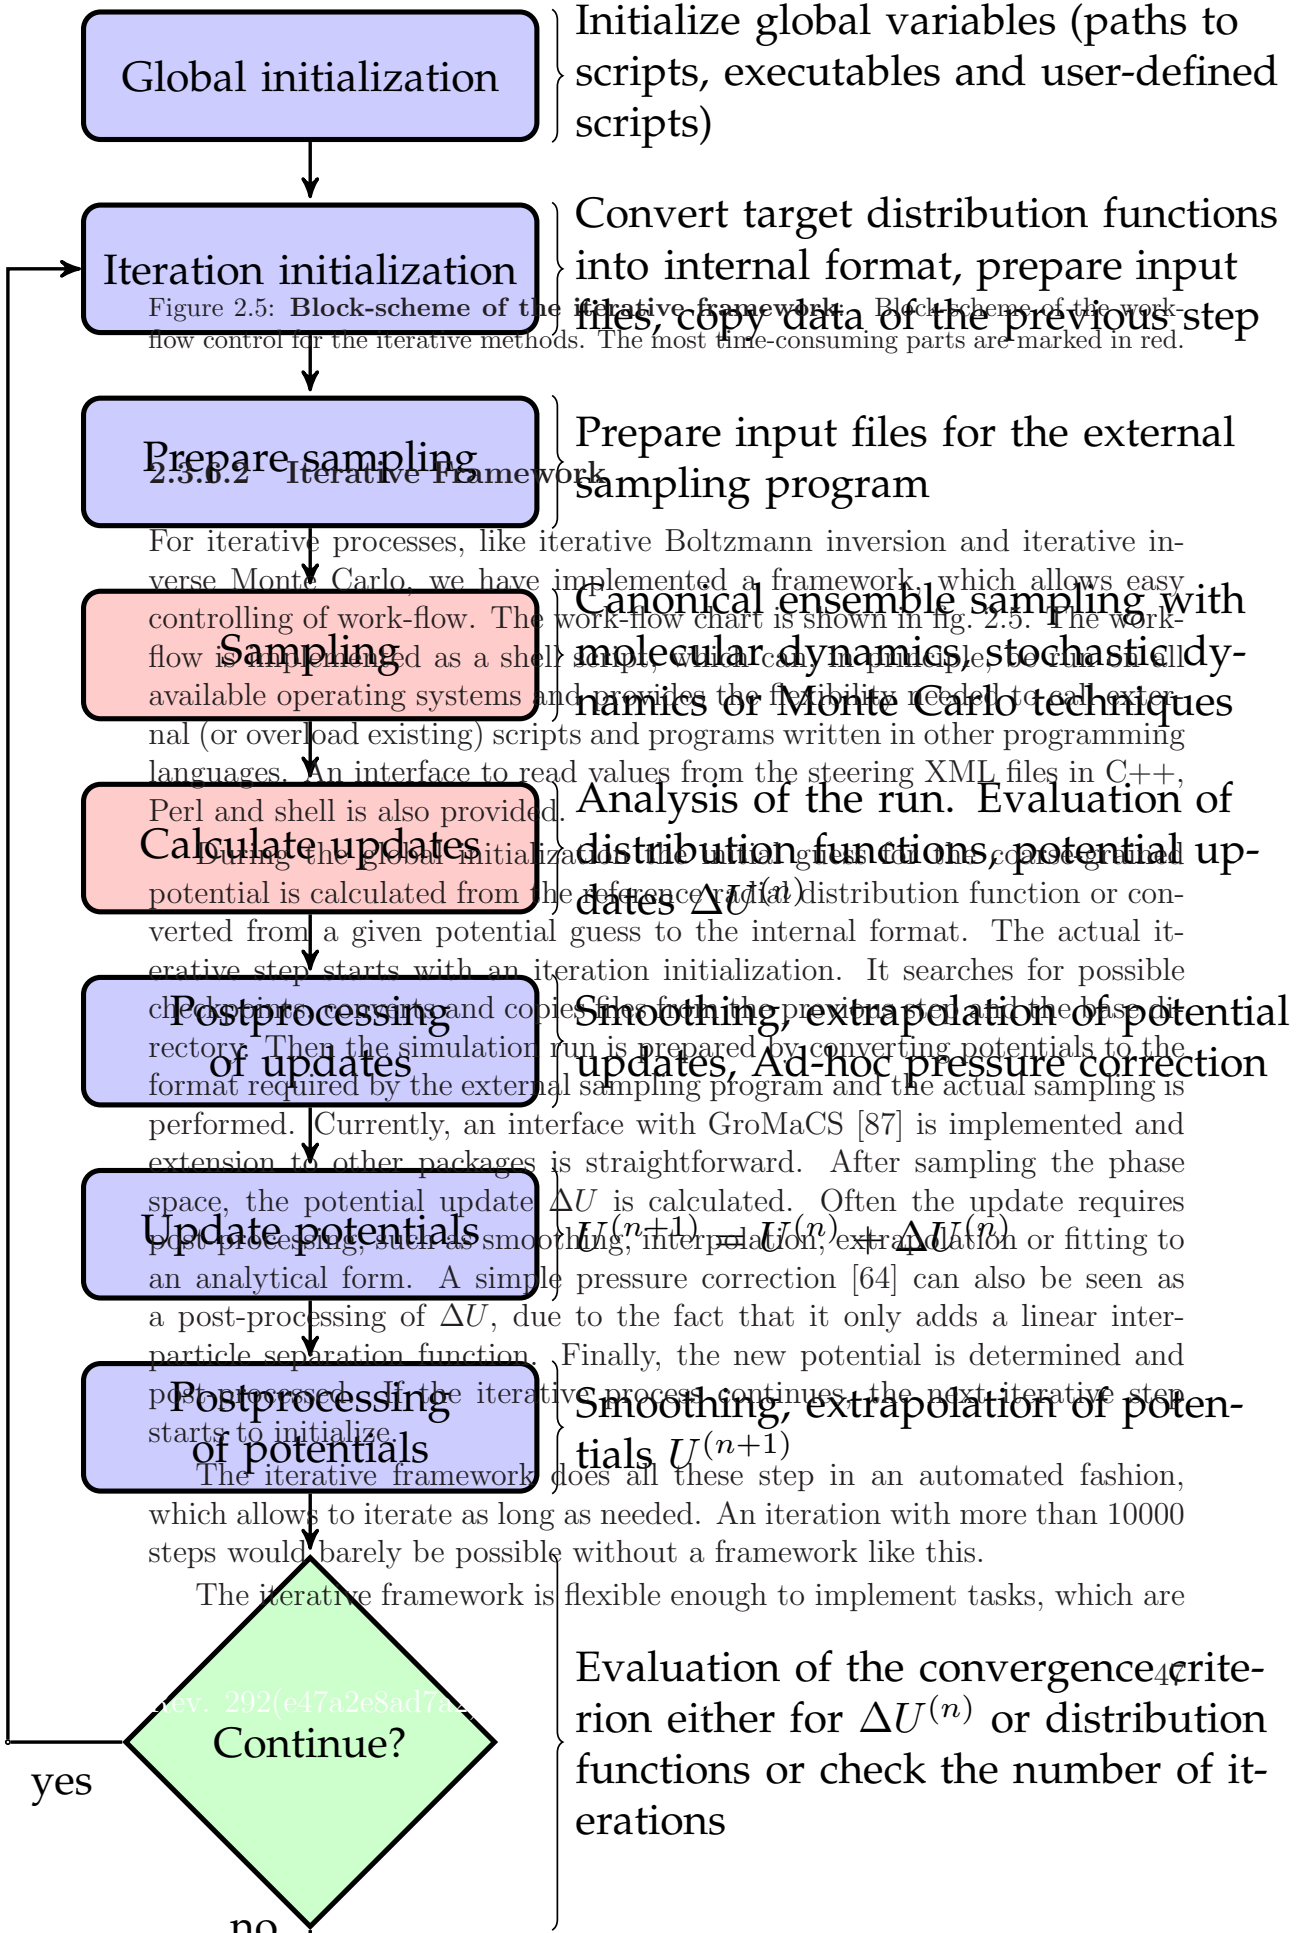 Global initialization
Initialize global variables (paths to
scripts, executables and user-defined
scripts)
Iteration initialization
Convert target distribution functions
into internal format, prepare input
files, copy data of the previous step
Figure 2.5: Block-scheme of the iterative framework: Block-scheme of the work-
flow control for the iterative methods. The most time-consuming parts are marked in red.
Prepare sampling
Prepare input files for the external
sampling program
2.3.6.2 Iterative Framework
For iterative processes, like iterative Boltzmann inversion and iterative in-
verse Monte Carlo, we have implemented a framework, which allows easy
controlling of work-flow. The work-flow chart is shown in fig. 2.5. The work-
flow is implemented as a shell script, which can, in principle, be run on all
available operating systems and provides the flexibility needed to call exter-
nal (or overload existing) scripts and programs written in other programming
languages. An interface to read values from the steering XML files in C++,
Perl and shell is also provided.
Sampling
Canonical ensemble sampling with
molecular dynamics, stochastic dy-
namics or Monte Carlo techniques
Calculate updates
Analysis of the run. Evaluation of
distribution functions, potential up-
dates ΔU^(n)
During the global initialization the initial guess for the coarse-grained
potential is calculated from the reference radial distribution function or con-
verted from a given potential guess to the internal format. The actual it-
erative step starts with an iteration initialization. It searches for possible
checkpoints, converts and copies files from the previous step and the base di-
rectory. Then the simulation run is prepared by converting potentials to the
format required by the external sampling program and the actual sampling is
performed. Currently, an interface with GroMaCS [87] is implemented and
extension to other packages is straightforward. After sampling the phase
space, the potential update ΔU is calculated. Often the update requires
post-processing, such as smoothing, interpolation, extrapolation or fitting to
an analytical form. A simple pressure correction [64] can also be seen as
a post-processing of ΔU, due to the fact that it only adds a linear inter-
particle separation function. Finally, the new potential is determined and
post-processed. If the iterative process continues, the next iterative step
starts to initialize.
Postprocessing
of updates
Smoothing, extrapolation of potential
updates, Ad-hoc pressure correction
Update potentials
U^(n+1) = U^(n) + ΔU^(n)
Postprocessing
of potentials
Smoothing, extrapolation of poten-
tials U^(n+1)
The iterative framework does all these step in an automated fashion,
which allows to iterate as long as needed. An iteration with more than 10000
steps would barely be possible without a framework like this.
The iterative framework is flexible enough to implement tasks, which are
Continue?
Evaluation of the convergence crite-
rion either for ΔU^(n) or distribution
functions or check the number of it-
erations
47
yes
no